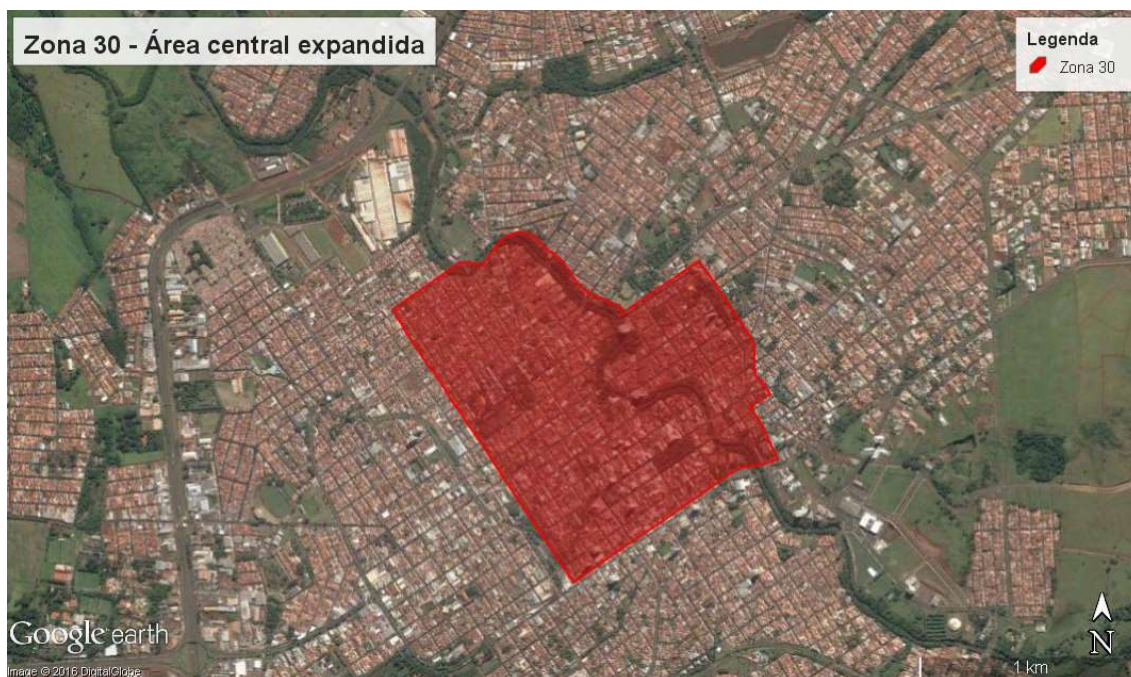 Zona 30 - Área central expandida
Legenda
Zona 30
Google earth
Image © 2016 DigitalGlobe
N
1 km